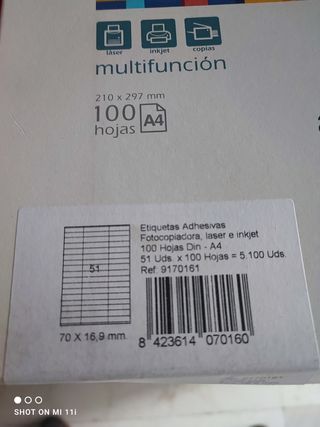 láser inkjet copias
multifunción
210 x 297 mm
100 A4
hojas
Etiquetas Adhesivas
Fotocopiadora, laser e inkjet
100 Hojas Din - A4
51 Uds. x 100 Hojas = 5.100 Uds.
Ref. 9170161
51
70 X 16,9 mm.
8 423614 070160
SHOT ON MI 11i